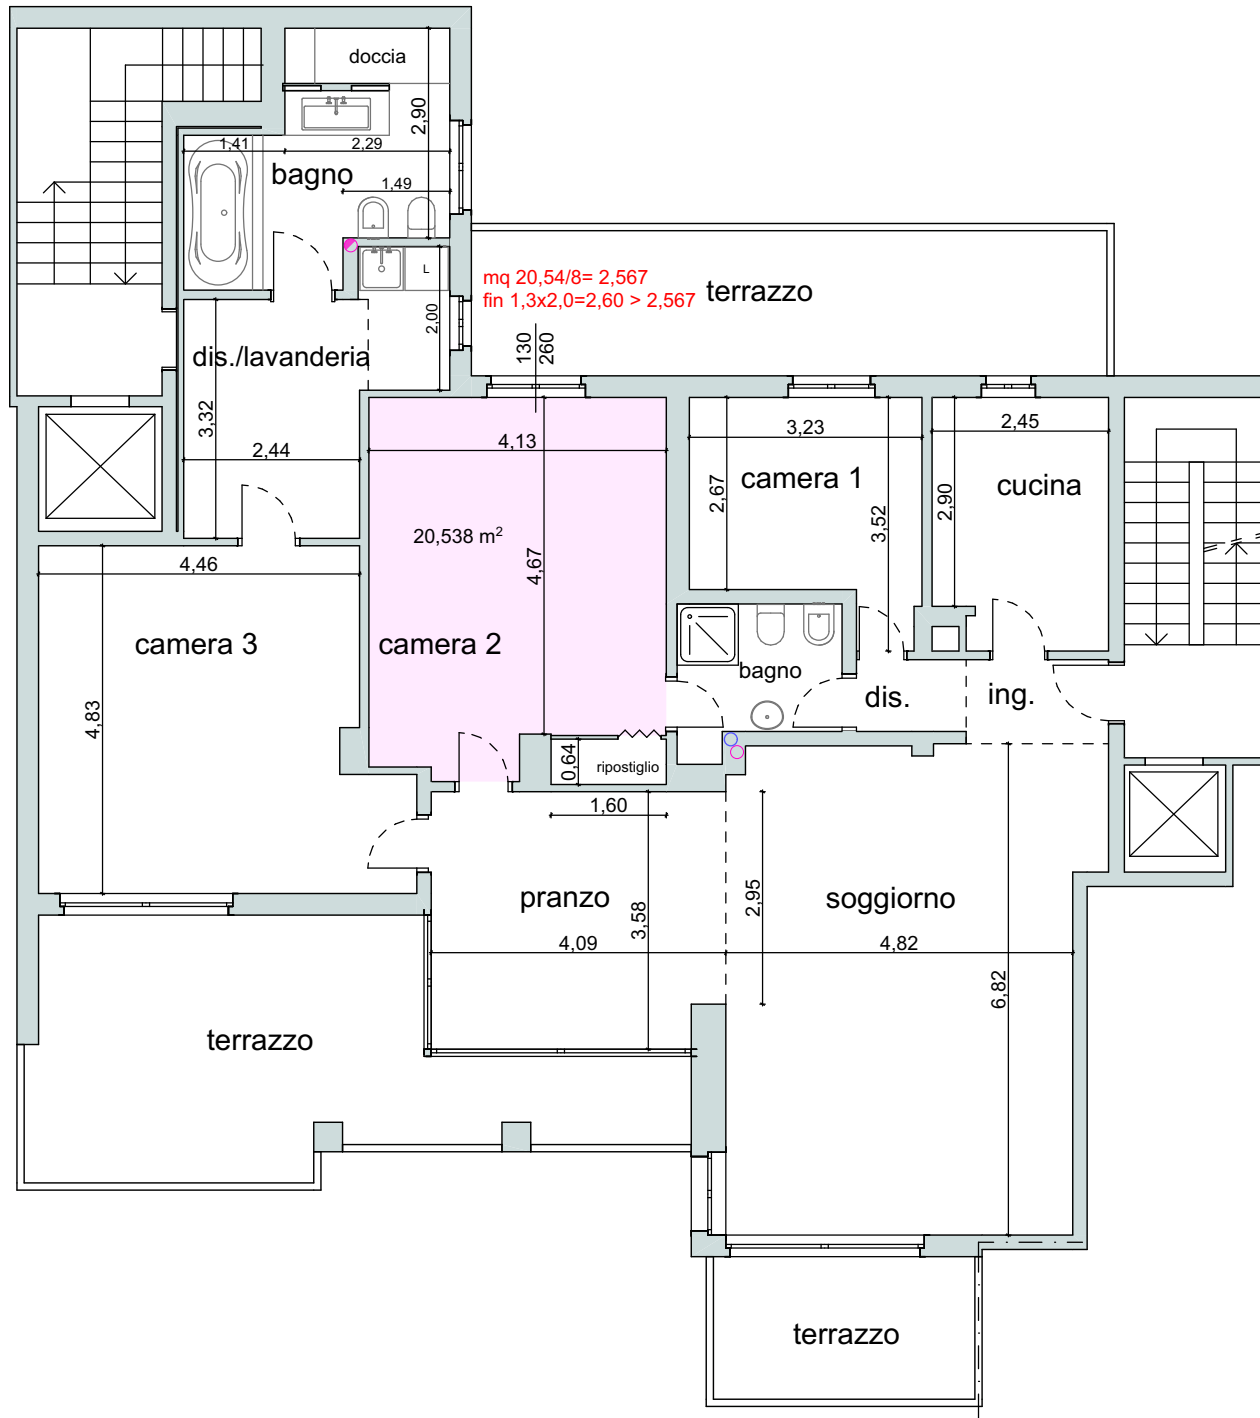 doccia
2,90
1,41
2,29
bagno
1,49
L
2,00
mq 20,54/8= 2,567
fin 1,3x2,0=2,60 > 2,567
terrazzo
130
260
dis./lavanderia
3,32
2,44
4,13
3,23
2,45
2,67
camera 1
2,90
cucina
3,52
20,538 m²
4,67
4,46
camera 3
camera 2
bagno
dis.
ing.
4,83
0,64
ripostiglio
1,60
pranzo
3,58
2,95
soggiorno
4,09
4,82
6,82
terrazzo
terrazzo